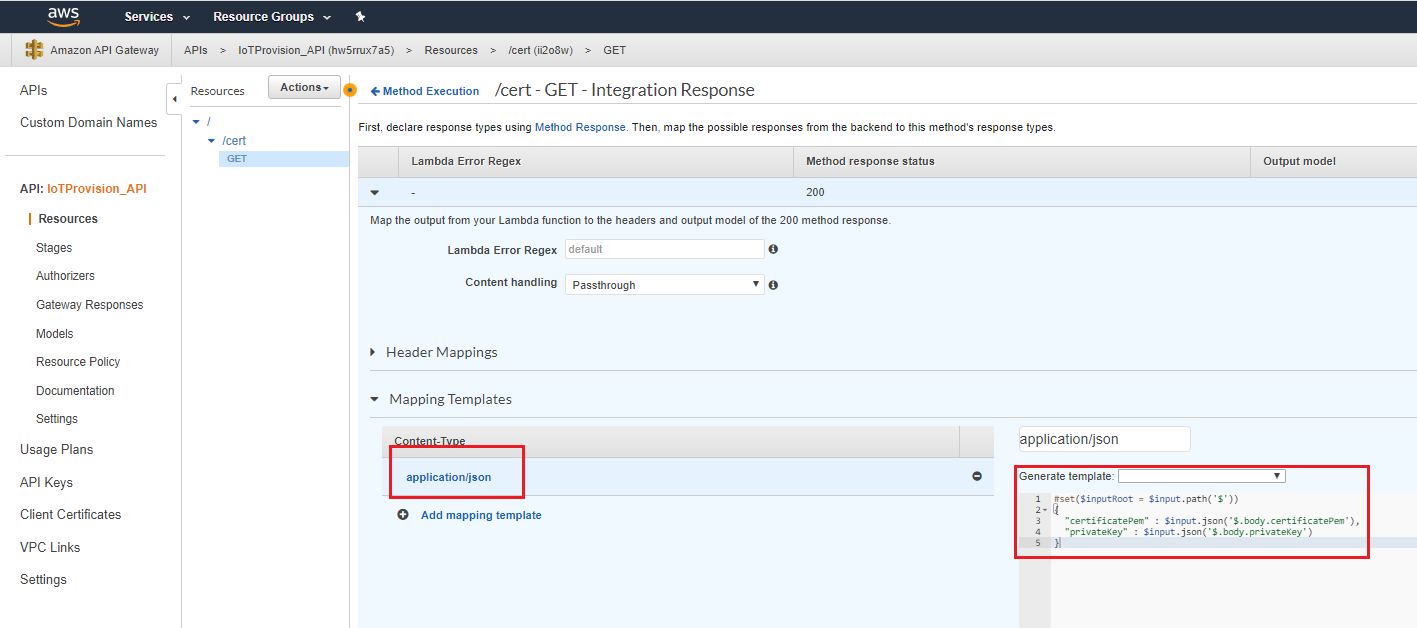 aws Services Resource Groups
Amazon API Gateway APIs > IoTProvision_API (hw5rrux7a5) > Resources > /cert (ii2o8w) > GET
APIs
Custom Domain Names
API: IoTProvision_API
Resources
Stages
Authorizers
Gateway Responses
Models
Resource Policy
Documentation
Settings
Usage Plans
API Keys
Client Certificates
VPC Links
Settings
Resources Actions
/
/cert
GET
Method Execution /cert - GET - Integration Response
First, declare response types using Method Response. Then, map the possible responses from the backend to this method's response types.
Lambda Error Regex Method response status Output model
- 200
Map the output from your Lambda function to the headers and output model of the 200 method response.
Lambda Error Regex default
Content handling Passthrough
Header Mappings
Mapping Templates
Content-Type
application/json
Add mapping template
application/json
Generate template:
1 #set($inputRoot = $input.path('$'))
2 {
3 "certificatePem" : $input.json('$.body.certificatePem'),
4 "privateKey" : $input.json('$.body.privateKey')
5 }